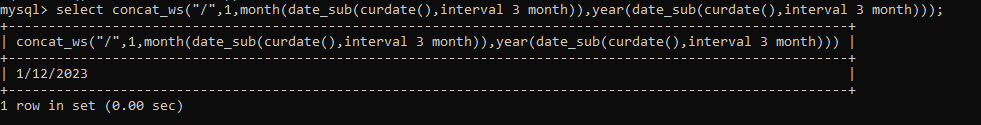 mysql> select concat_ws("/",1,month(date_sub(curdate(),interval 3 month)),year(date_sub(curdate(),interval 3 month)));
+---------------------------------------------------------------------------------------------------------+
| concat_ws("/",1,month(date_sub(curdate(),interval 3 month)),year(date_sub(curdate(),interval 3 month))) |
+---------------------------------------------------------------------------------------------------------+
| 1/12/2023                                                                                               |
+---------------------------------------------------------------------------------------------------------+
1 row in set (0.00 sec)